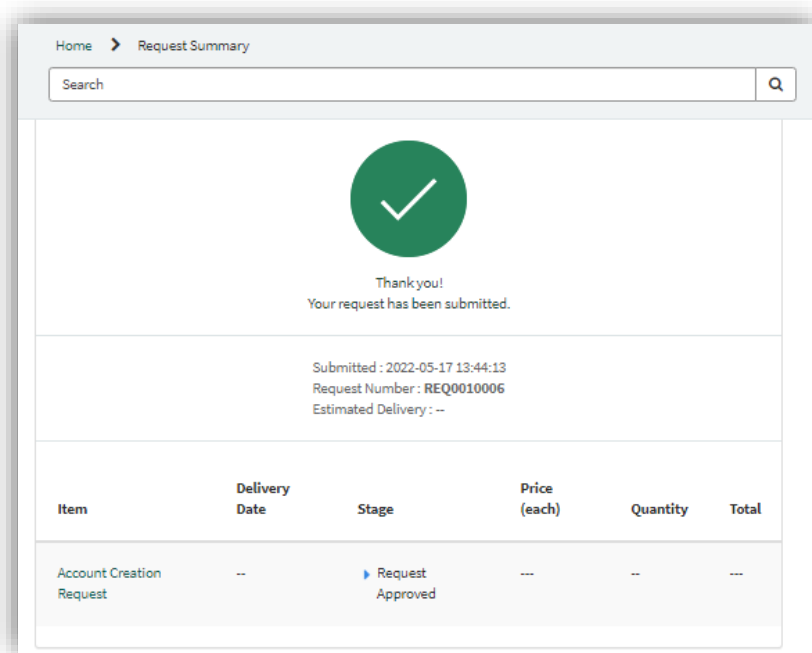 Home > Request Summary
Search
Thank you!
Your request has been submitted.
Submitted : 2022-05-17 13:44:13
Request Number : REQ0010006
Estimated Delivery : --
Item Delivery Date Stage Price (each) Quantity Total
Account Creation Request -- Request Approved --- -- ---